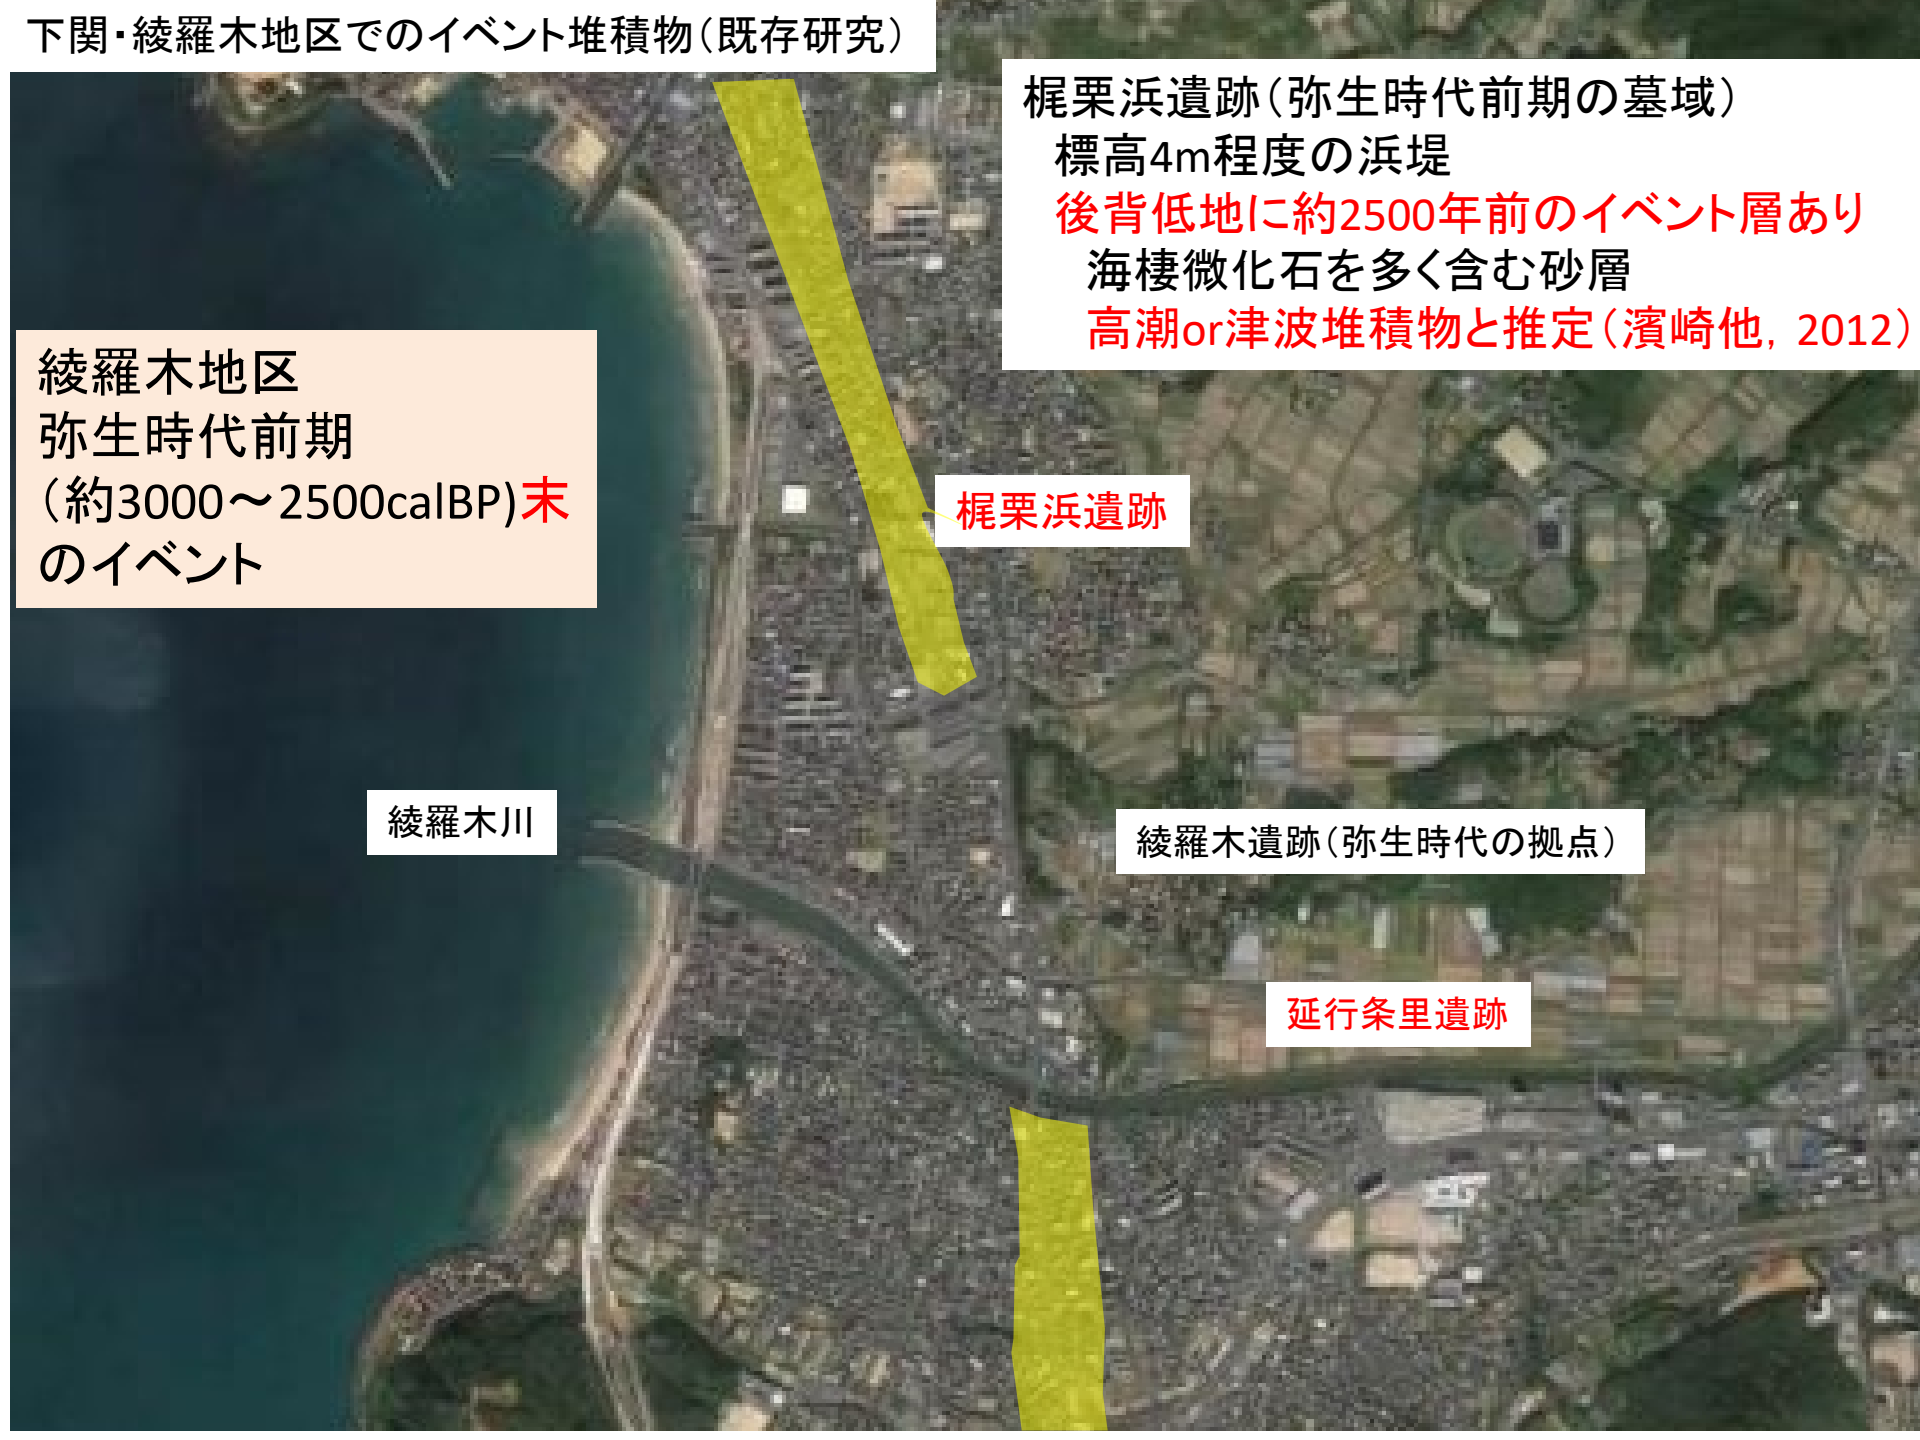 下関・綾羅木地区でのイベント堆積物（既存研究）
梶栗浜遺跡（弥生時代前期の墓域）
標高4m程度の浜堤
後背低地に約2500年前のイベント層あり
海棲微化石を多く含む砂層
高潮or津波堆積物と推定（濱崎他，2012）
綾羅木地区
弥生時代前期
（約3000～2500calBP)末
のイベント
梶栗浜遺跡
綾羅木川
綾羅木遺跡（弥生時代の拠点）
延行条里遺跡